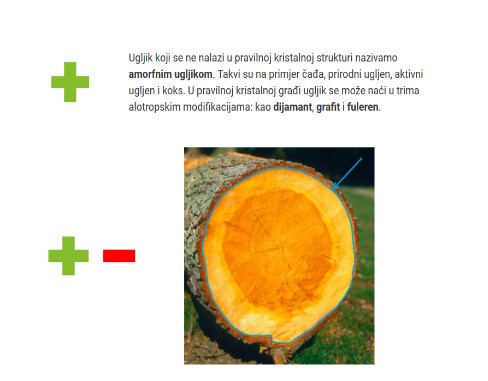 Ugljik koji se ne nalazi u pravilnoj kristalnoj strukturi nazivamo
amorfnim ugljikom. Takvi su na primjer čađa, prirodni ugljen, aktivni
ugljen i koks. U pravilnoj kristalnoj građi ugljik se može naći u trima
alotropskim modifikacijama: kao dijamant, grafit i fuleren.